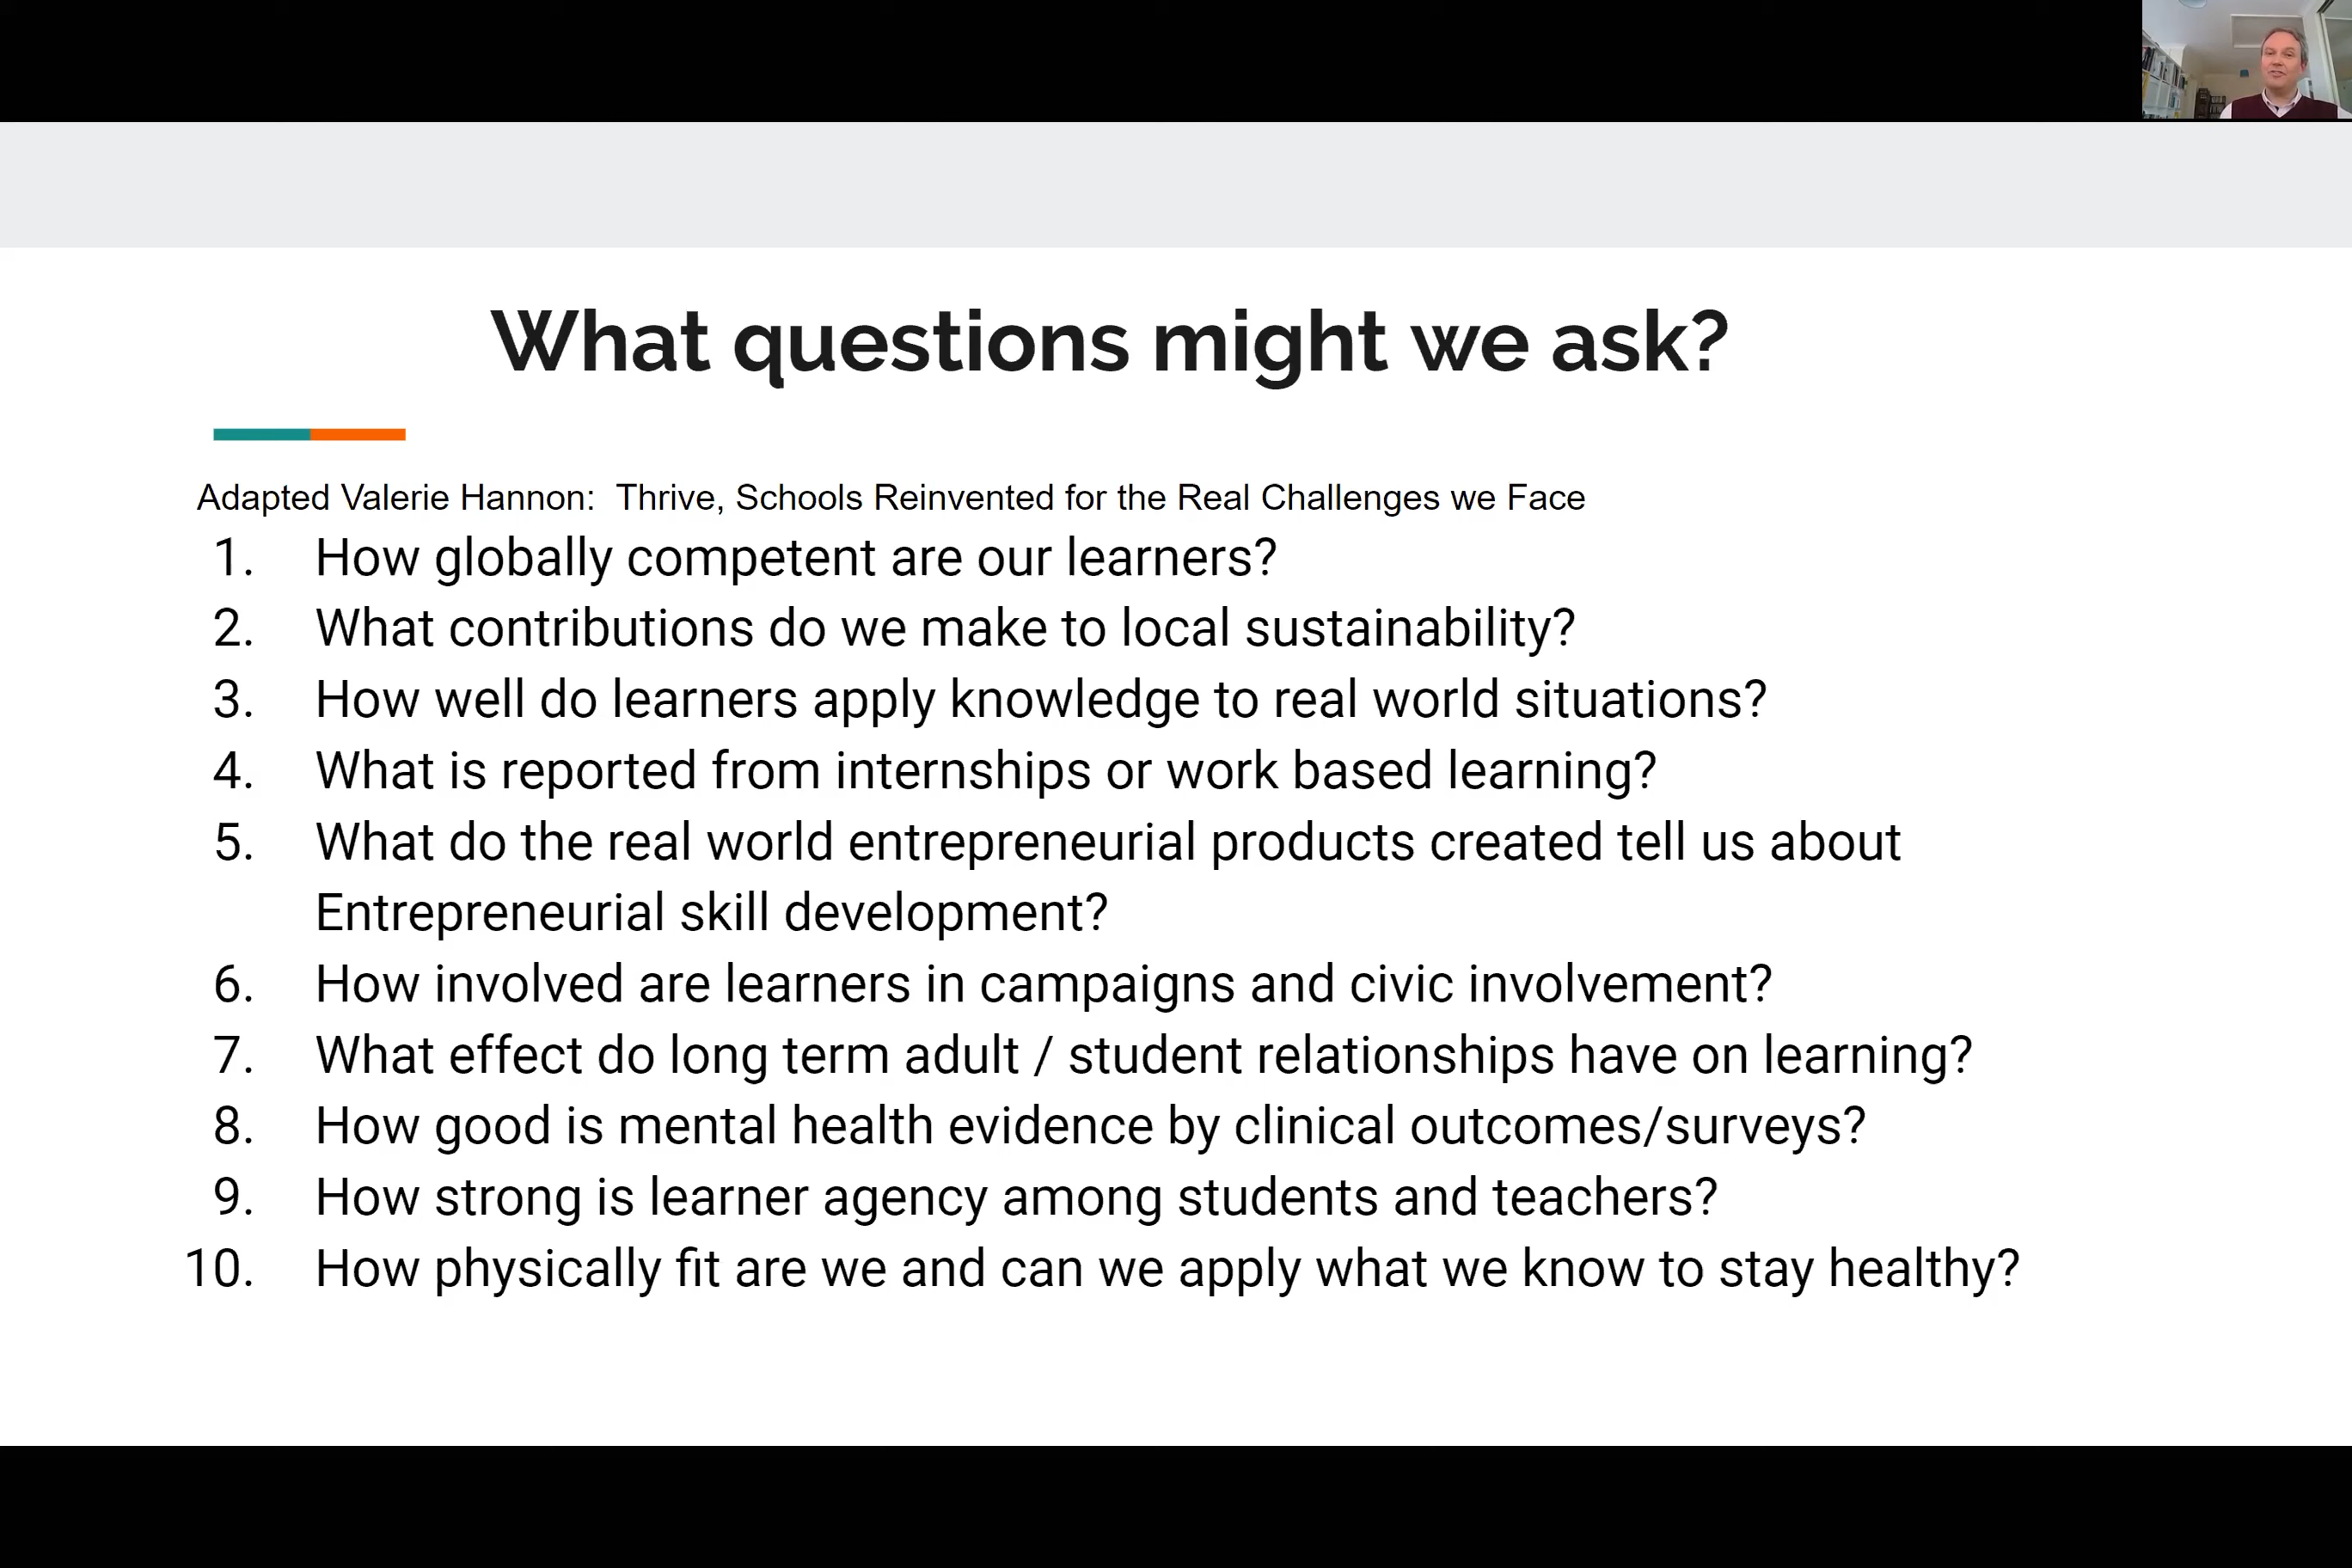 What questions might we ask?
Adapted Valerie Hannon:  Thrive, Schools Reinvented for the Real Challenges we Face
1. How globally competent are our learners?
2. What contributions do we make to local sustainability?
3. How well do learners apply knowledge to real world situations?
4. What is reported from internships or work based learning?
5. What do the real world entrepreneurial products created tell us about
Entrepreneurial skill development?
6. How involved are learners in campaigns and civic involvement?
7. What effect do long term adult / student relationships have on learning?
8. How good is mental health evidence by clinical outcomes/surveys?
9. How strong is learner agency among students and teachers?
10. How physically fit are we and can we apply what we know to stay healthy?